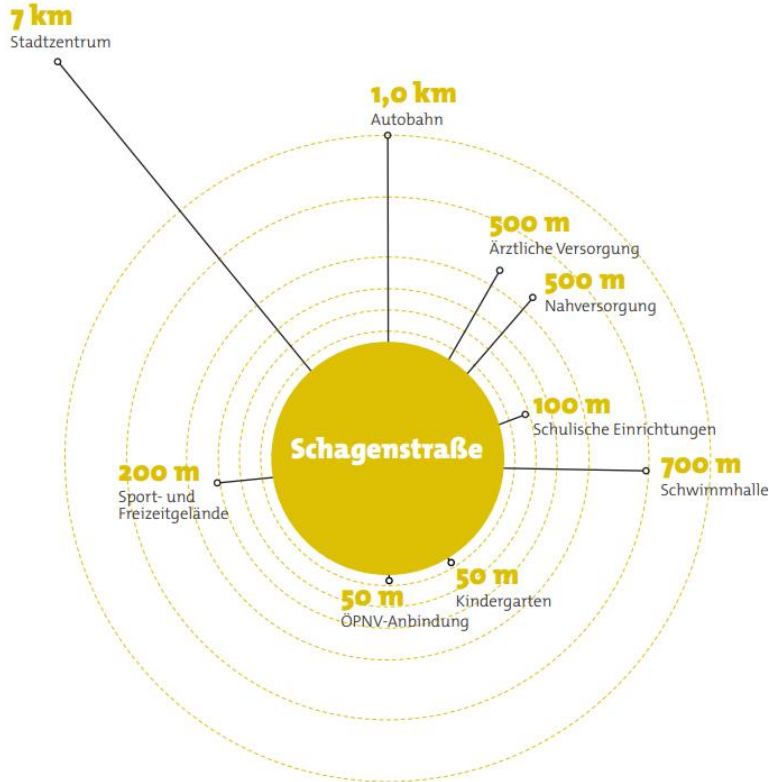 7 km
Stadtzentrum
1,0 km
Autobahn
500 m
Ärztliche Versorgung
500 m
Nahversorgung
100 m
Schulische Einrichtungen
Schagenstraße
700 m
Schwimmhalle
200 m
Sport- und
Freizeitgelände
50 m
Kindergarten
50 m
ÖPNV-Anbindung